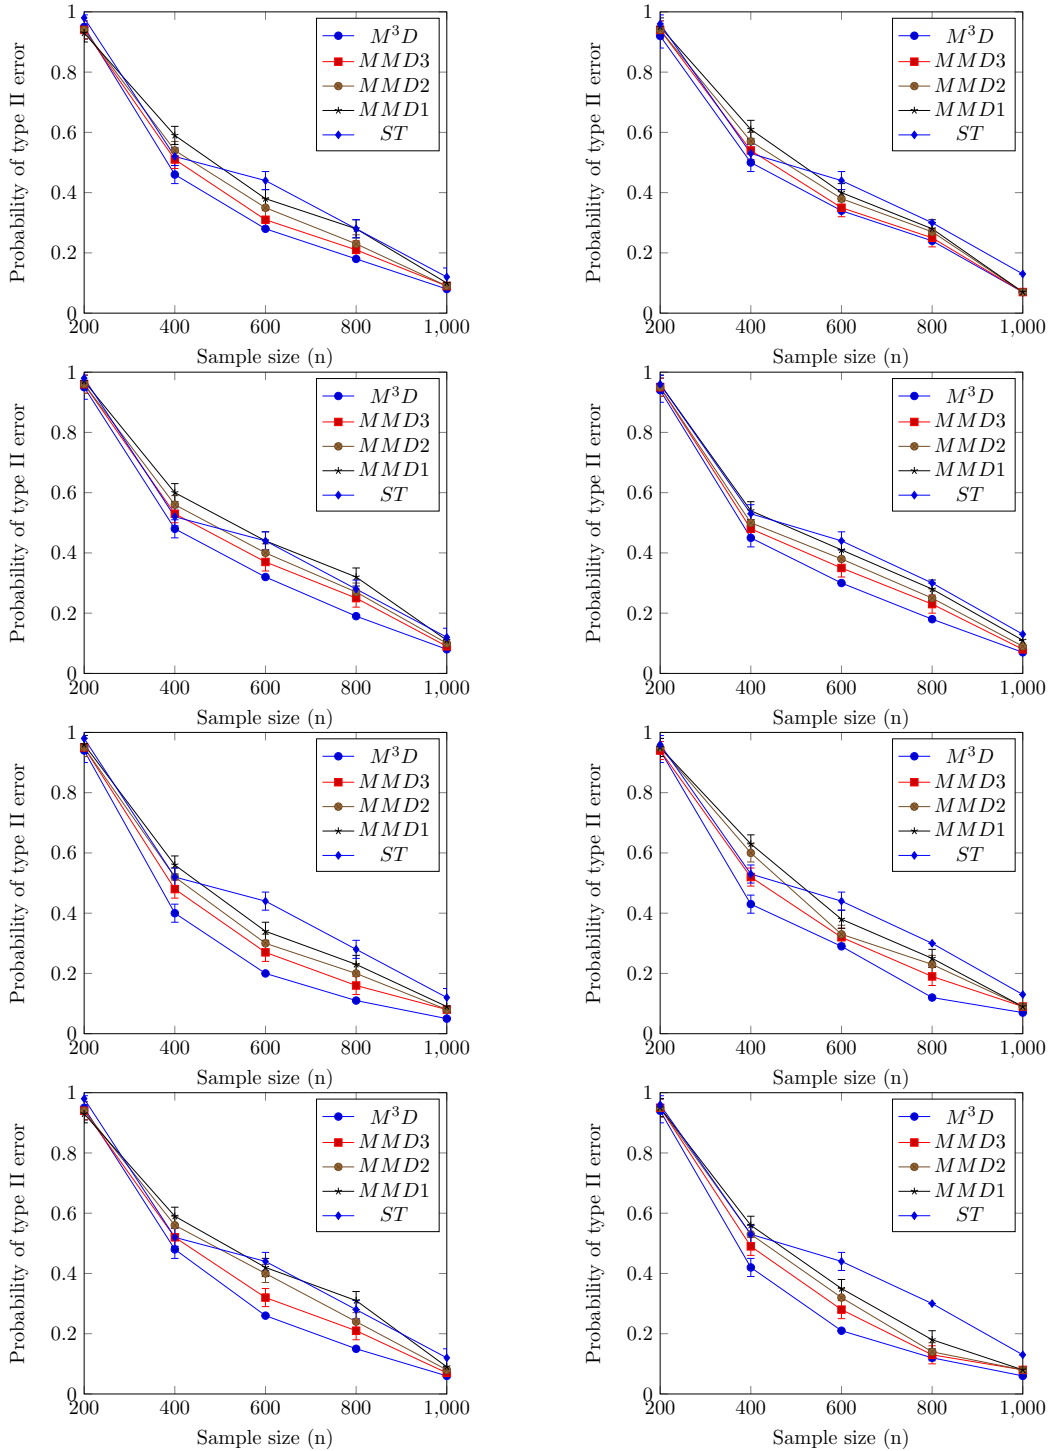 Probability of type II error
1
0.8
0.6
0.4
0.2
0
200
400
600
800
1,000
Sample size (n)
M³D
MMD3
MMD2
MMD1
ST
Probability of type II error
1
0.8
0.6
0.4
0.2
0
200
400
600
800
1,000
Sample size (n)
M³D
MMD3
MMD2
MMD1
ST
Probability of type II error
1
0.8
0.6
0.4
0.2
0
200
400
600
800
1,000
Sample size (n)
M³D
MMD3
MMD2
MMD1
ST
Probability of type II error
1
0.8
0.6
0.4
0.2
0
200
400
600
800
1,000
Sample size (n)
M³D
MMD3
MMD2
MMD1
ST
Probability of type II error
1
0.8
0.6
0.4
0.2
0
200
400
600
800
1,000
Sample size (n)
M³D
MMD3
MMD2
MMD1
ST
Probability of type II error
1
0.8
0.6
0.4
0.2
0
200
400
600
800
1,000
Sample size (n)
M³D
MMD3
MMD2
MMD1
ST
Probability of type II error
1
0.8
0.6
0.4
0.2
0
200
400
600
800
1,000
Sample size (n)
M³D
MMD3
MMD2
MMD1
ST
Probability of type II error
1
0.8
0.6
0.4
0.2
0
200
400
600
800
1,000
Sample size (n)
M³D
MMD3
MMD2
MMD1
ST